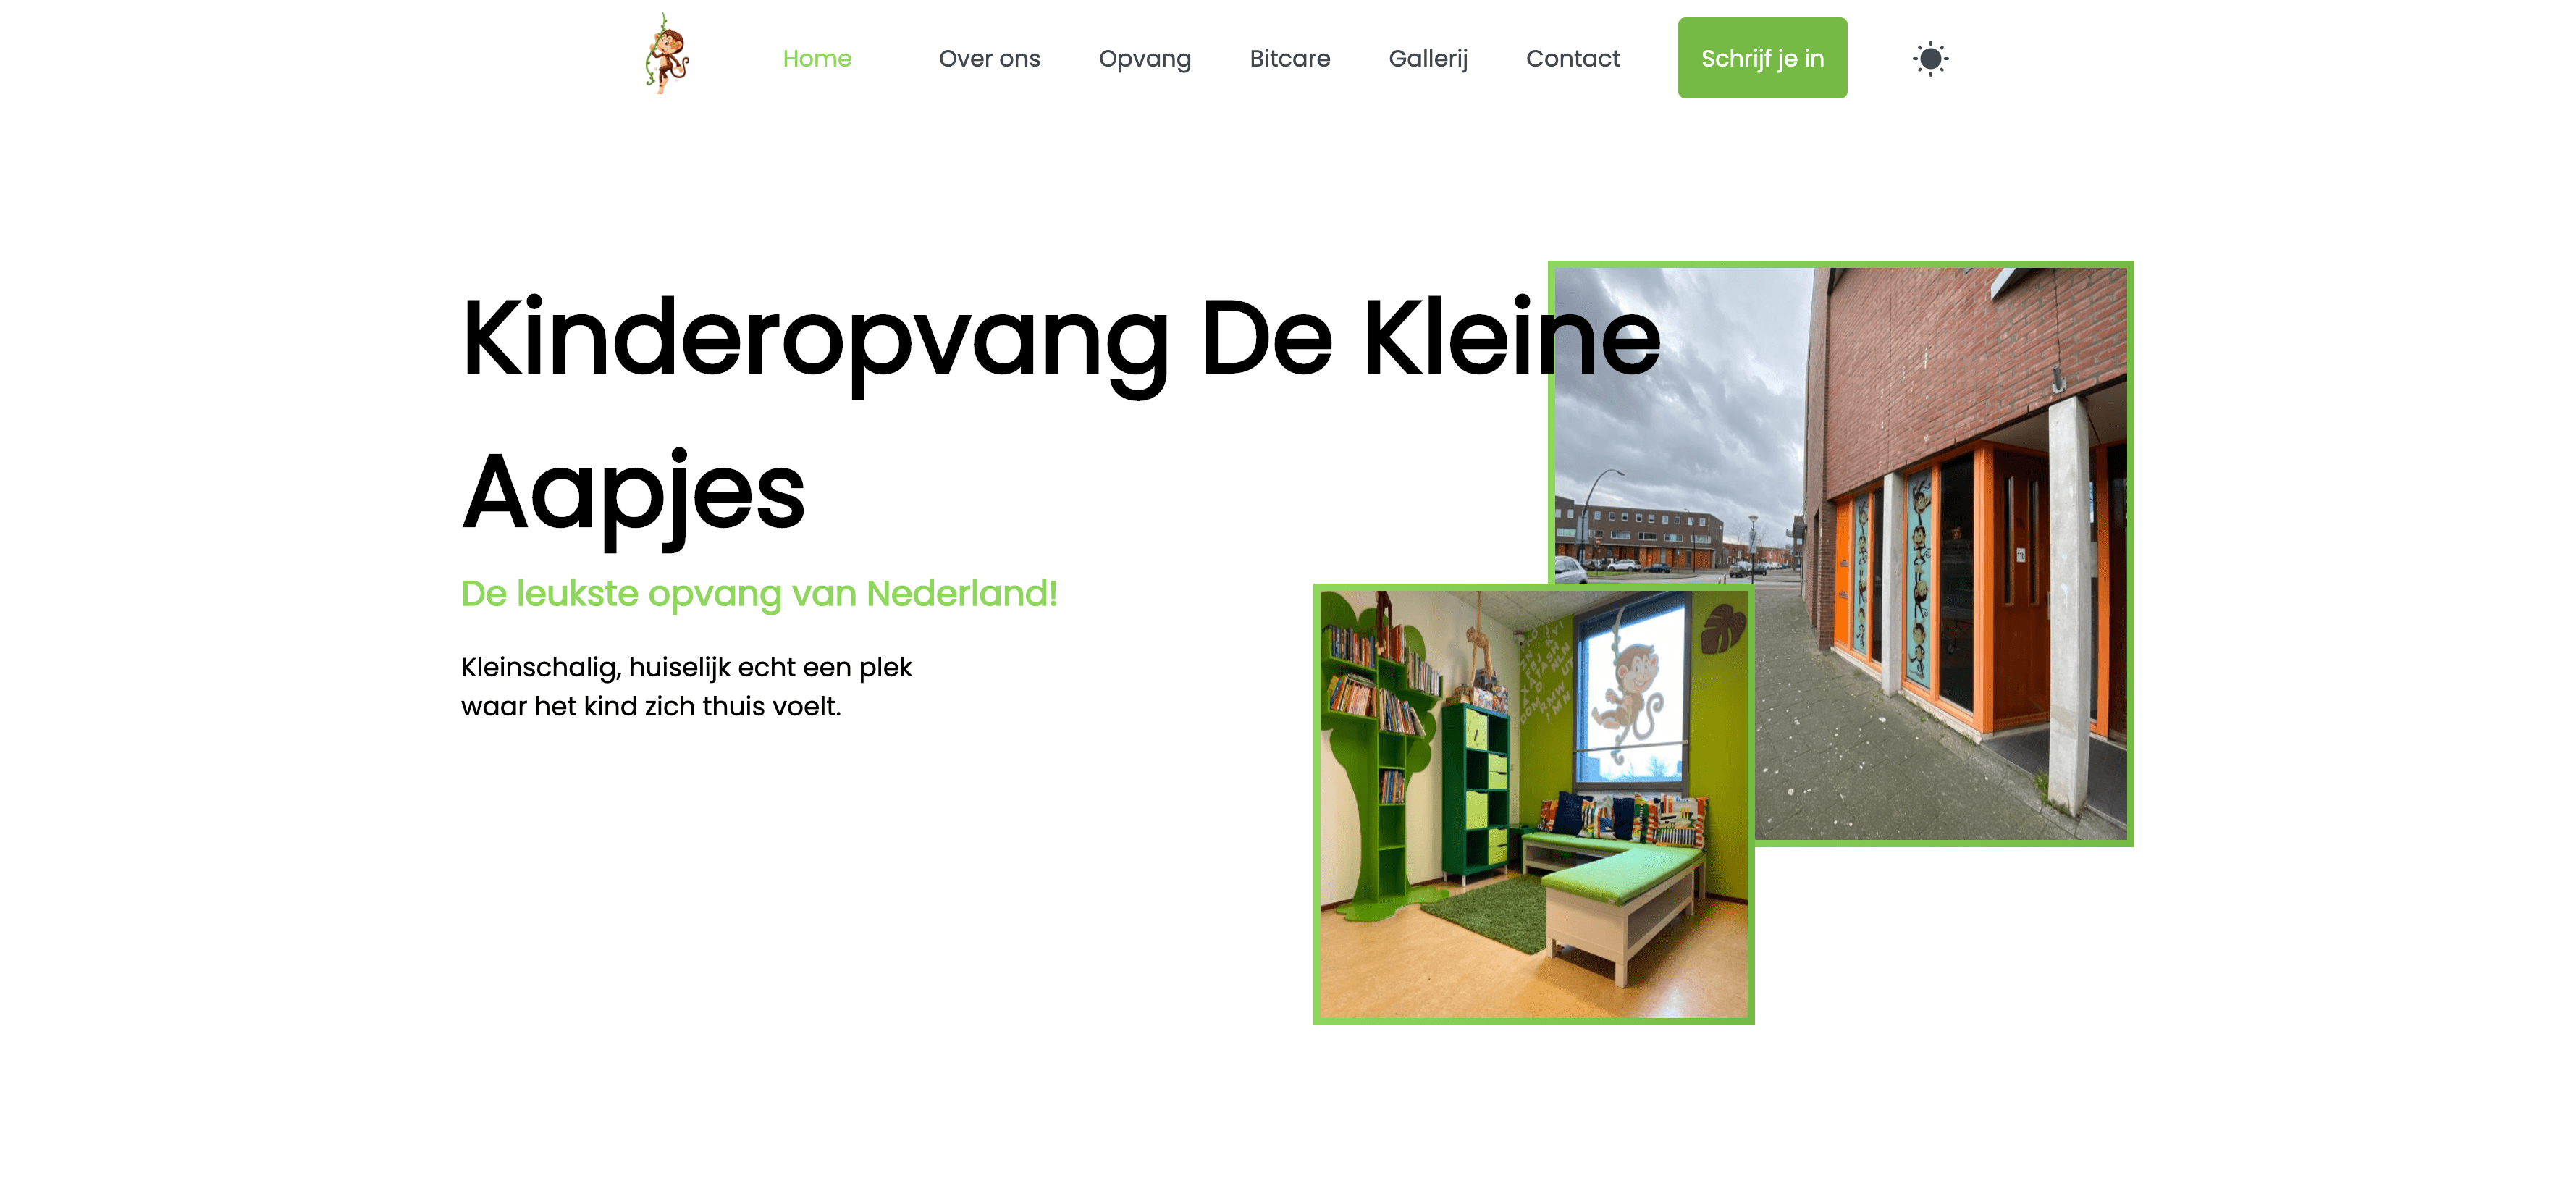 Home Over ons Opvang Bitcare Gallerij Contact Schrijf je in
Kinderopvang De Kleine
Aapjes
De leukste opvang van Nederland!
Kleinschalig, huiselijk echt een plek
waar het kind zich thuis voelt.